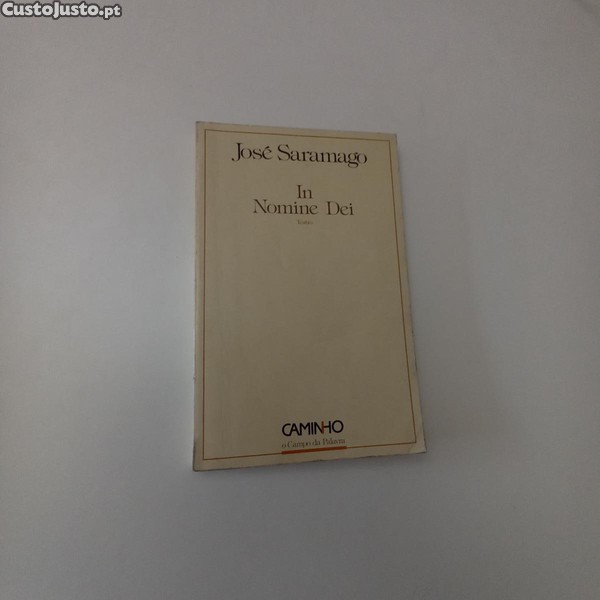 CustoJusto.pt
José Saramago
In
Nomine Dei
Teatro
CAMINHO
o Campo da Palavra